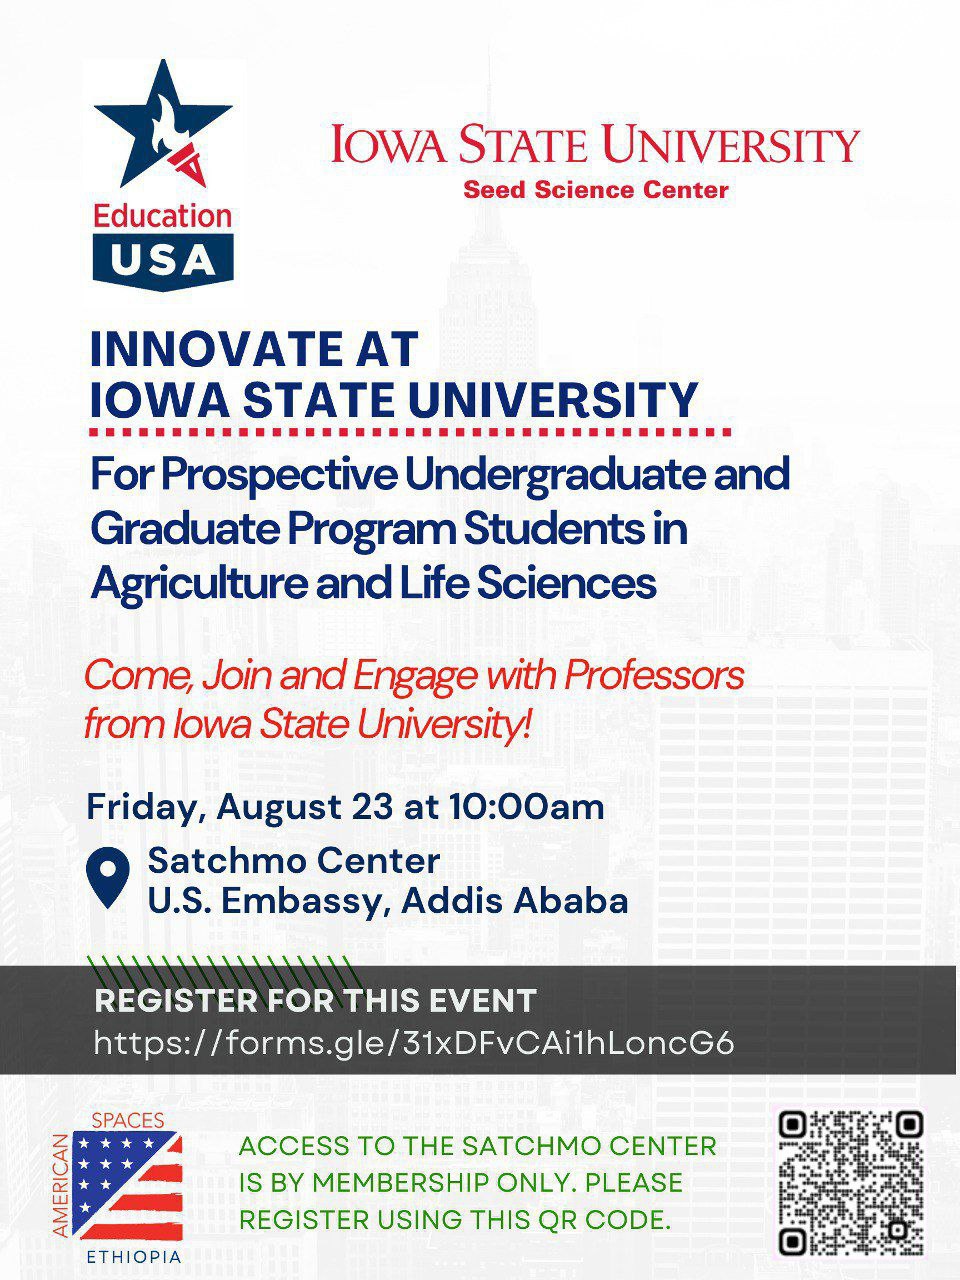 Education
USA
IOWA STATE UNIVERSITY
Seed Science Center
INNOVATE AT
IOWA STATE UNIVERSITY
For Prospective Undergraduate and
Graduate Program Students in
Agriculture and Life Sciences
Come, Join and Engage with Professors
from Iowa State University!
Friday, August 23 at 10:00am
Satchmo Center
U.S. Embassy, Addis Ababa
REGISTER FOR THIS EVENT
https://forms.gle/31xDFvCAi1hLoncG6
AMERICAN
SPACES
ETHIOPIA
ACCESS TO THE SATCHMO CENTER
IS BY MEMBERSHIP ONLY. PLEASE
REGISTER USING THIS QR CODE.